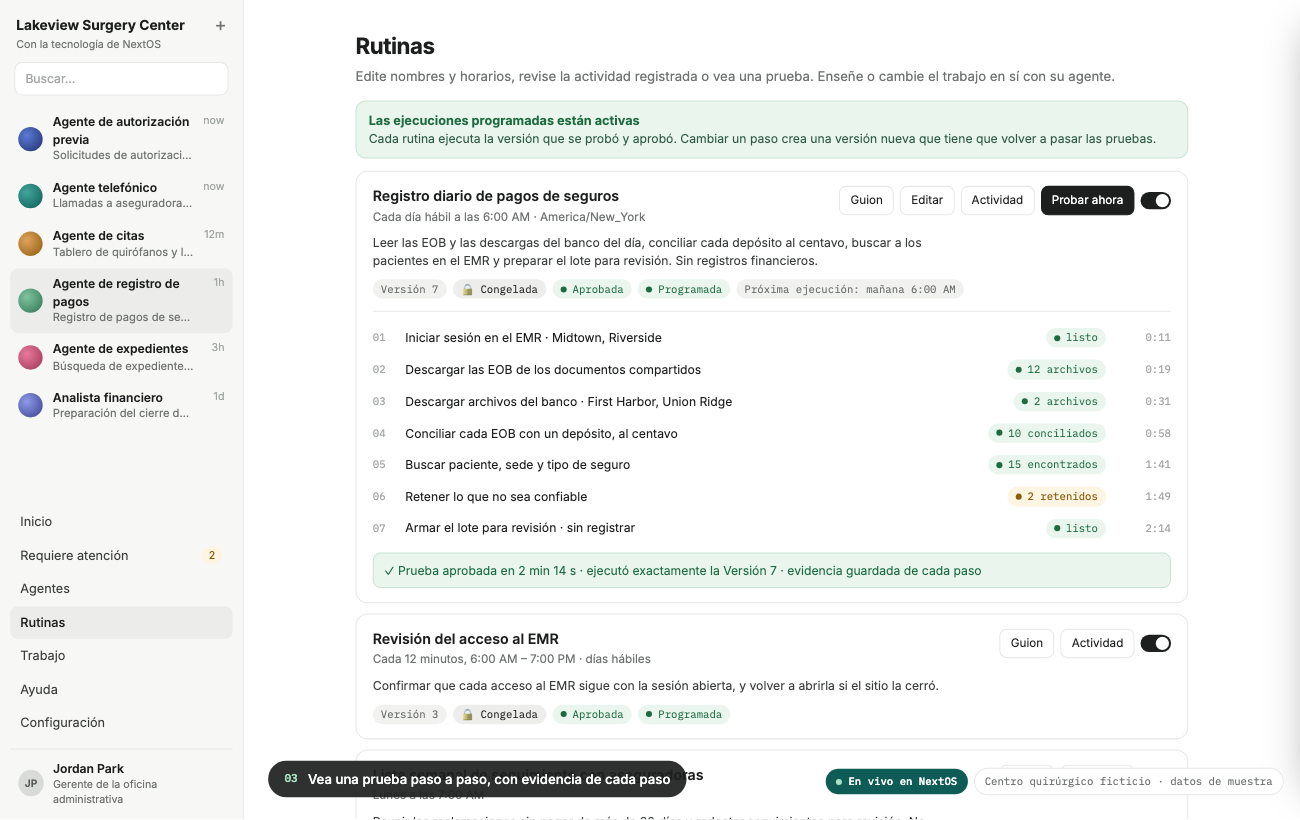 Lakeview Surgery Center
+
Con la tecnología de NextOS
Buscar...
Agente de autorización previa
now
Solicitudes de autorizaci...
Agente telefónico
now
Llamadas a aseguradora...
Agente de citas
12m
Tablero de quirófanos y l...
Agente de registro de pagos
1h
Registro de pagos de se...
Agente de expedientes
3h
Búsqueda de expediente...
Analista financiero
1d
Preparación del cierre d...
Inicio
Requiere atención
2
Agentes
Rutinas
Trabajo
Ayuda
Configuración
JP
Jordan Park
Gerente de la oficina
administrativa
Rutinas
Edite nombres y horarios, revise la actividad registrada o vea una prueba. Enseñe o cambie el trabajo en sí con su agente.
Las ejecuciones programadas están activas
Cada rutina ejecuta la versión que se probó y aprobó. Cambiar un paso crea una versión nueva que tiene que volver a pasar las pruebas.
Registro diario de pagos de seguros
Guion
Editar
Actividad
Probar ahora
Cada día hábil a las 6:00 AM · America/New_York
Leer las EOB y las descargas del banco del día, conciliar cada depósito al centavo, buscar a los
pacientes en el EMR y preparar el lote para revisión. Sin registros financieros.
Versión 7
🔒 Congelada
Aprobada
Programada
Próxima ejecución: mañana 6:00 AM
01 Iniciar sesión en el EMR · Midtown, Riverside listo 0:11
02 Descargar las EOB de los documentos compartidos 12 archivos 0:19
03 Descargar archivos del banco · First Harbor, Union Ridge 2 archivos 0:31
04 Conciliar cada EOB con un depósito, al centavo 10 conciliados 0:58
05 Buscar paciente, sede y tipo de seguro 15 encontrados 1:41
06 Retener lo que no sea confiable 2 retenidos 1:49
07 Armar el lote para revisión · sin registrar listo 2:14
✓ Prueba aprobada en 2 min 14 s · ejecutó exactamente la Versión 7 · evidencia guardada de cada paso
Revisión del acceso al EMR
Guion
Actividad
Cada 12 minutos, 6:00 AM – 7:00 PM · días hábiles
Confirmar que cada acceso al EMR sigue con la sesión abierta, y volver a abrirla si el sitio la cerró.
Versión 3
🔒 Congelada
Aprobada
Programada
03 Vea una prueba paso a paso, con evidencia de cada paso
Lunes a las 7:00 AM
En vivo en NextOS
Centro quirúrgico ficticio · datos de muestra